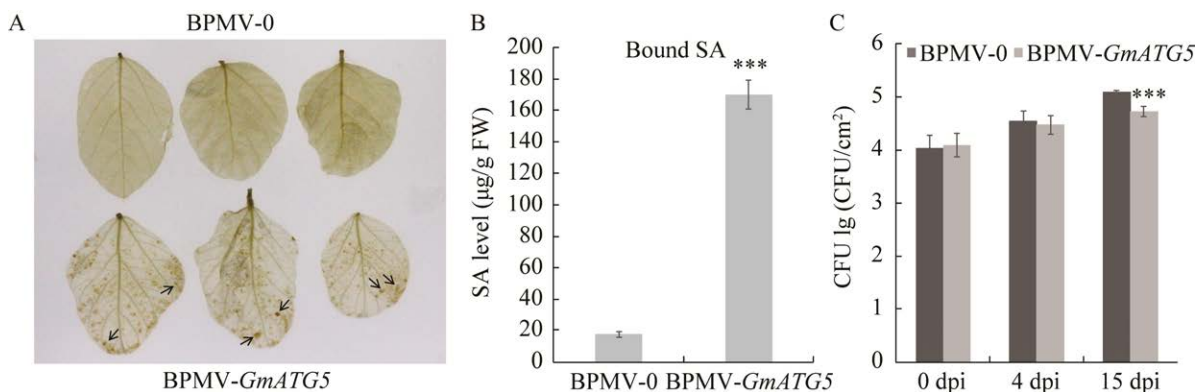 A
BPMV-0
BPMV-GmATG5
B
SA level (μg/g FW)
200
180
160
140
120
100
80
60
40
20
0
Bound SA
***
BPMV-0 BPMV-GmATG5
C
CFU lg (CFU/cm²)
6
5
4
3
2
1
0
BPMV-0 BPMV-GmATG5
***
0 dpi 4 dpi 15 dpi